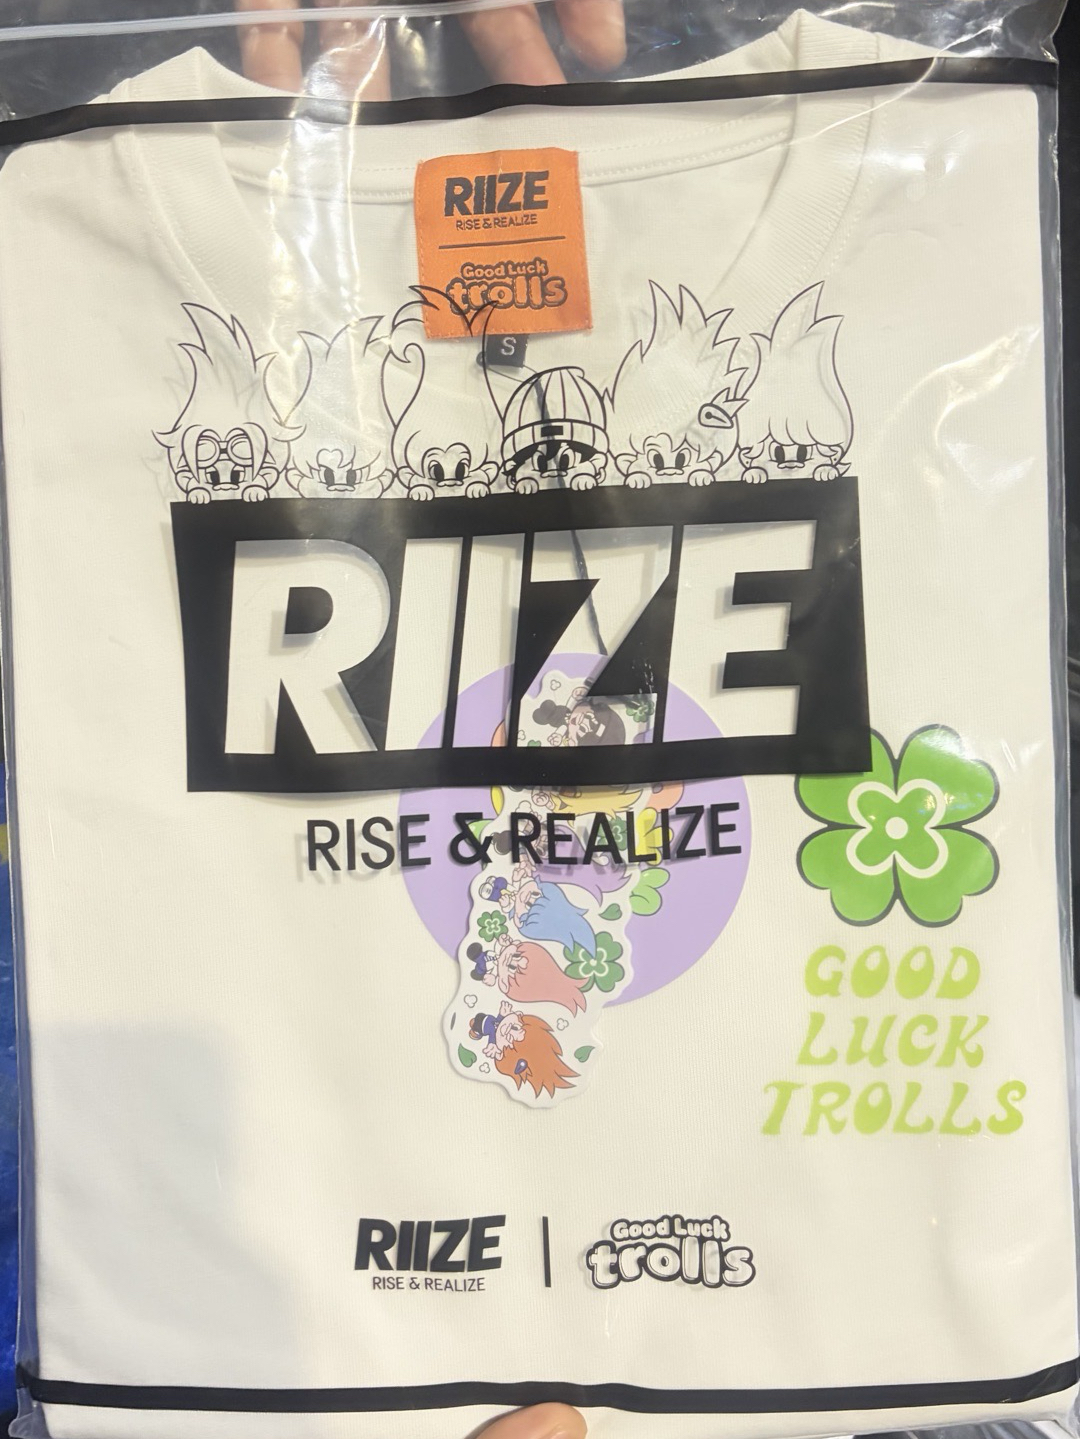 RIIZE
RISE & REALIZE
Good Luck
trolls
S
RIIZE
RISE & REALIZE
GOOD
LUCK
TROLLS
RIIZE
RISE & REALIZE
Good Luck
trolls